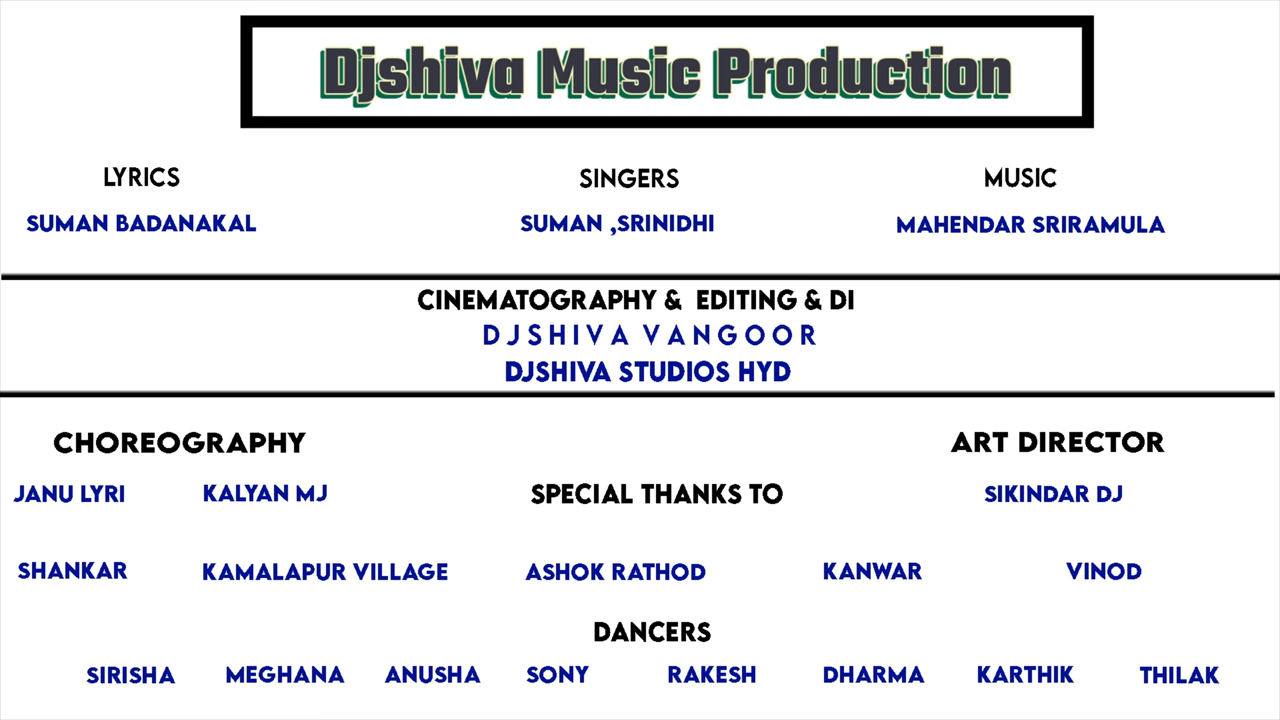 Djshiva Music Production
LYRICS SINGERS MUSIC
SUMAN BADANAKAL SUMAN ,SRINIDHI MAHENDAR SRIRAMULA
CINEMATOGRAPHY & EDITING & DI
DJSHIVA VANGOOR
DJSHIVA STUDIOS HYD
CHOREOGRAPHY ART DIRECTOR
JANU LYRI KALYAN MJ SPECIAL THANKS TO SIKINDAR DJ
SHANKAR KAMALAPUR VILLAGE ASHOK RATHOD KANWAR VINOD
DANCERS
SIRISHA MEGHANA ANUSHA SONY RAKESH DHARMA KARTHIK THILAK